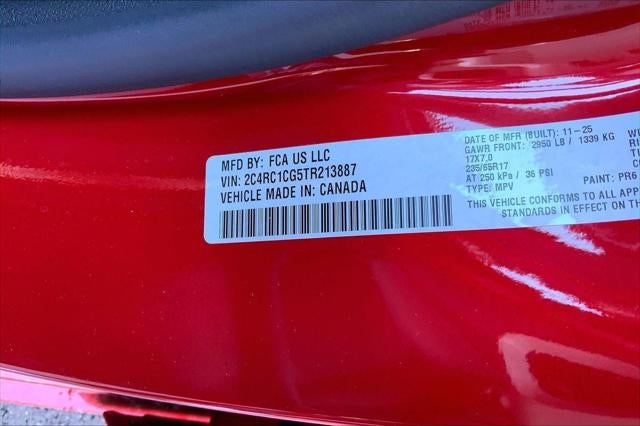 MFD BY: FCA US LLC
VIN: 2C4RC1CG5TR213887
VEHICLE MADE IN: CANADA
DATE OF MFR (BUILT): 11-25
GAWR FRONT: 2950 LB / 1339 KG
17X7.0
235/65R17
AT 250 kPa / 36 PSI
TYPE: MPV
PAINT: PR6
THIS VEHICLE CONFORMS TO ALL APP
STANDARDS IN EFFECT ON TH